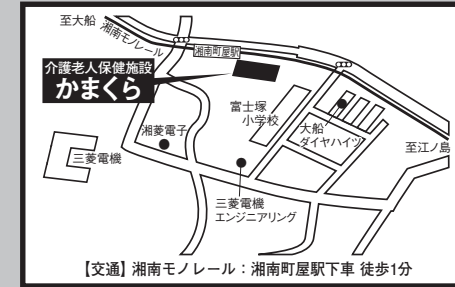 至大船
湘南モノレール
湘南町屋駅
介護老人保健施設
かまくら
富士塚
小学校
湘菱電子
大船
ダイヤハイツ
至江ノ島
三菱電機
三菱電機
エンジニアリング
【交通】湘南モノレール：湘南町屋駅下車 徒歩1分